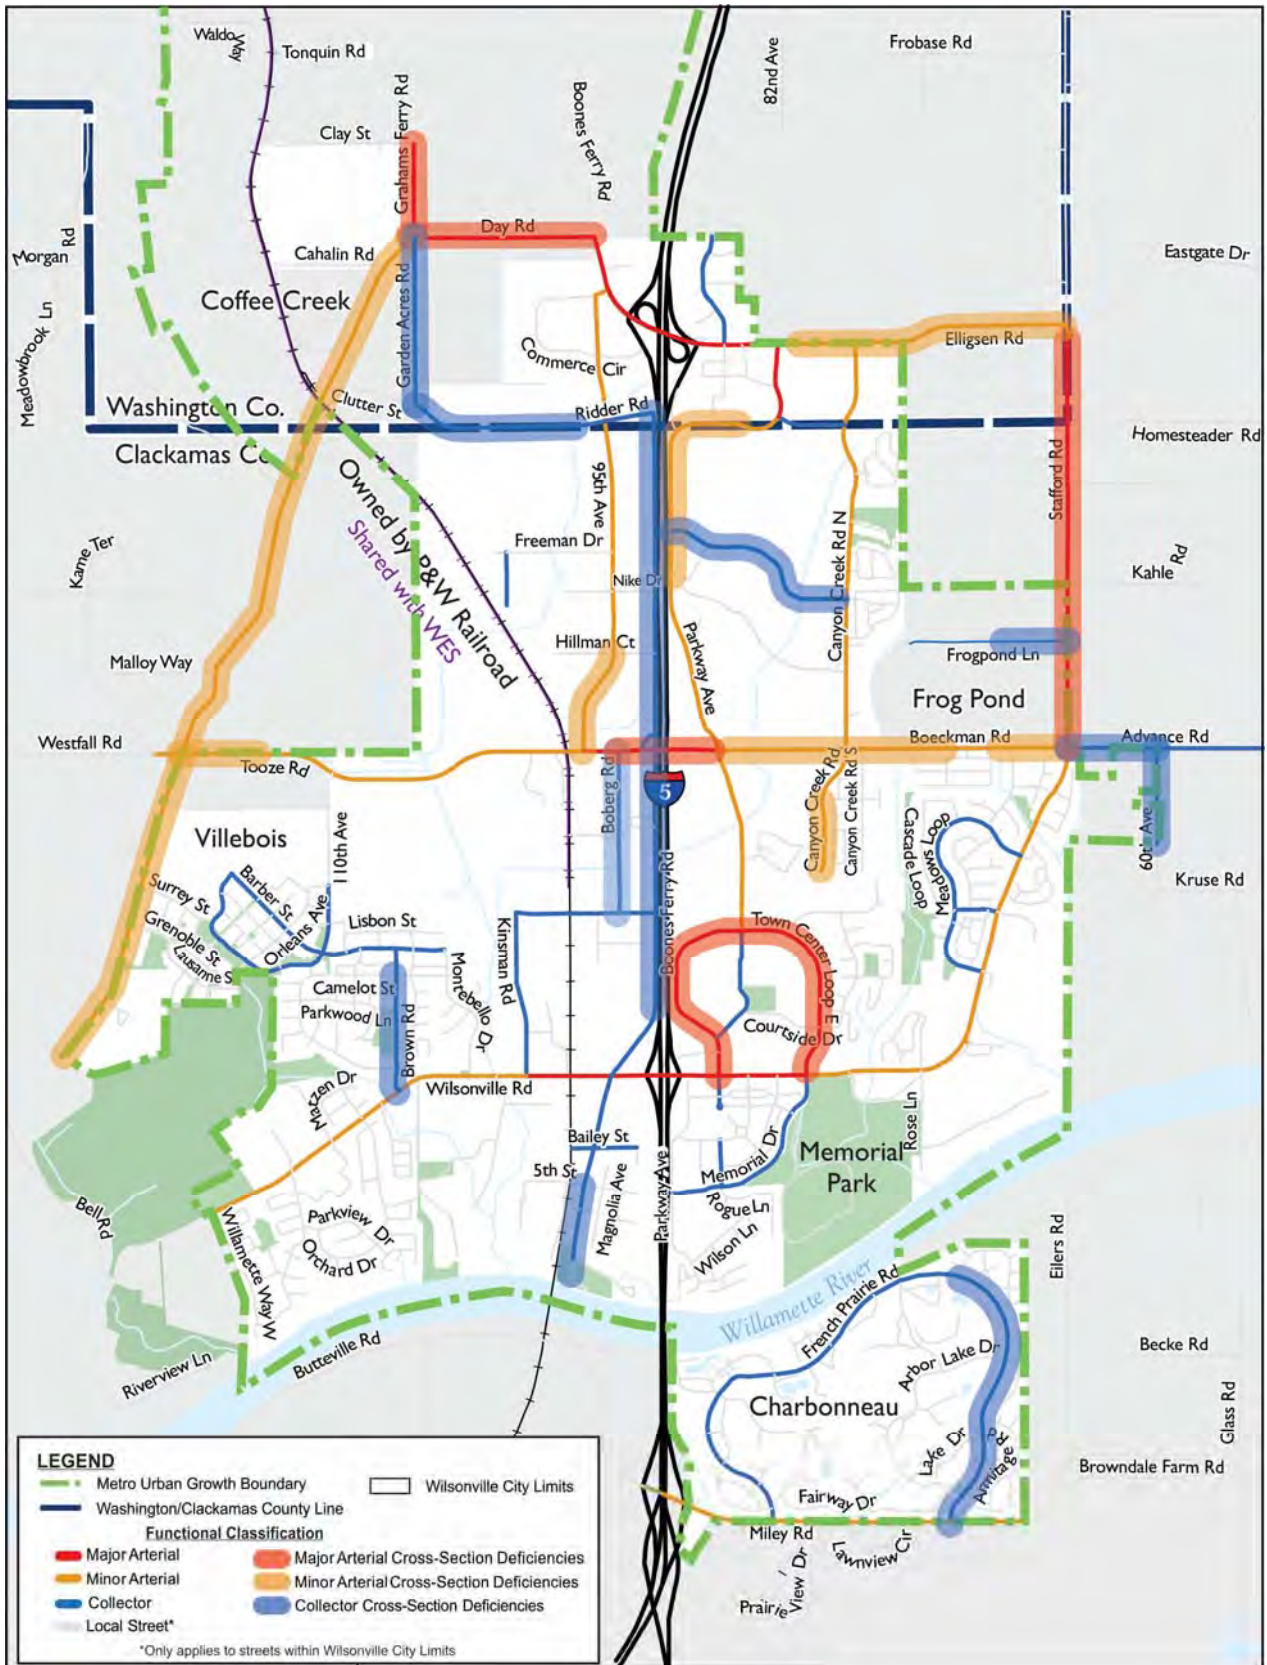 Waldo Way
Tonquin Rd
Frobase Rd
82nd Ave
Grahams Ferry Rd
Boones Ferry Rd
Clay St
Day Rd
Morgan Rd
Cahalin Rd
Eastgate Dr
Coffee Creek
Garden Acres Rd
Meadowbrook Ln
Elligsen Rd
Commerce Cir
Washington Co.
Clutter St
Ridder Rd
Clackamas Co
Homesteader Rd
Stafford Rd
95th Ave
Owned by P&W Railroad
Shared with WES
Canyon Creek Rd N
Kame Ter
Freeman Dr
Nike Dr
Kahle Rd
Hillman Ct
Parkway Ave
Malloy Way
Frogpond Ln
Frog Pond
Westfall Rd
Tooze Rd
Boeckman Rd
Advance Rd
Boberg Rd
5
Canyon Creek Rd
Canyon Creek Rd S
Villebois
110th Ave
Cascade Loop
Meadows Loop
60th Ave
Kruse Rd
Surrey St
Barber St
Boones Ferry Rd
Grenoble St
Orleans Ave
Lisbon St
Kinsman Rd
Town Center Loop E
Lausanne S
Camelot St
Montebello Dr
Parkwood Ln
Brown Rd
Courtside Dr
Matzen Dr
Wilsonville Rd
Rose Ln
Bailey St
Memorial Dr
Memorial
Park
5th St
Magnolia Ave
Parkway Ave
Rogue Ln
Wilson Ln
Bell Rd
Willamette Way W
Parkview Dr
Orchard Dr
Eilers Rd
Willamette River
French Prairie Rd
Butteville Rd
Riverview Ln
Arbor Lake Dr
Becke Rd
Charbonneau
Glass Rd
Lake Dr
Armitage Rd
Browndale Farm Rd
Fairway Dr
Miley Rd
Lawnview Cir
Prairie View Dr
LEGEND
Metro Urban Growth Boundary
Wilsonville City Limits
Washington/Clackamas County Line
Functional Classification
Major Arterial
Major Arterial Cross-Section Deficiencies
Minor Arterial
Minor Arterial Cross-Section Deficiencies
Collector
Collector Cross-Section Deficiencies
Local Street*
*Only applies to streets within Wilsonville City Limits